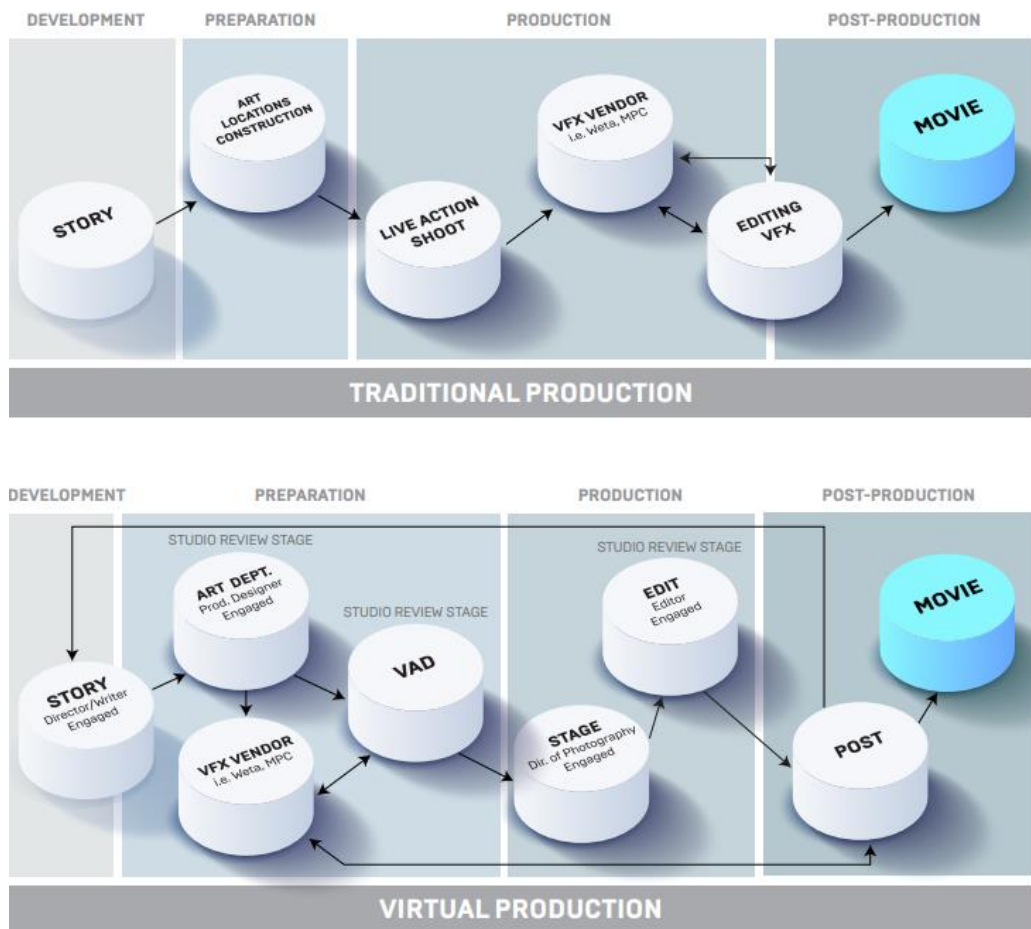 DEVELOPMENT
PREPARATION
PRODUCTION
POST-PRODUCTION
STORY
ART
LOCATIONS
CONSTRUCTION
LIVE ACTION
SHOOT
VFX VENDOR
i.e. Weta, MPC
EDITING
VFX
MOVIE
TRADITIONAL PRODUCTION
DEVELOPMENT
PREPARATION
PRODUCTION
POST-PRODUCTION
STUDIO REVIEW STAGE
ART DEPT.
Prod. Designer
Engaged
STUDIO REVIEW STAGE
VAD
STORY
Director/Writer
Engaged
VFX VENDOR
i.e. Weta, MPC
STUDIO REVIEW STAGE
EDIT
Editor
Engaged
STAGE
Dir. of Photography
Engaged
POST
MOVIE
VIRTUAL PRODUCTION